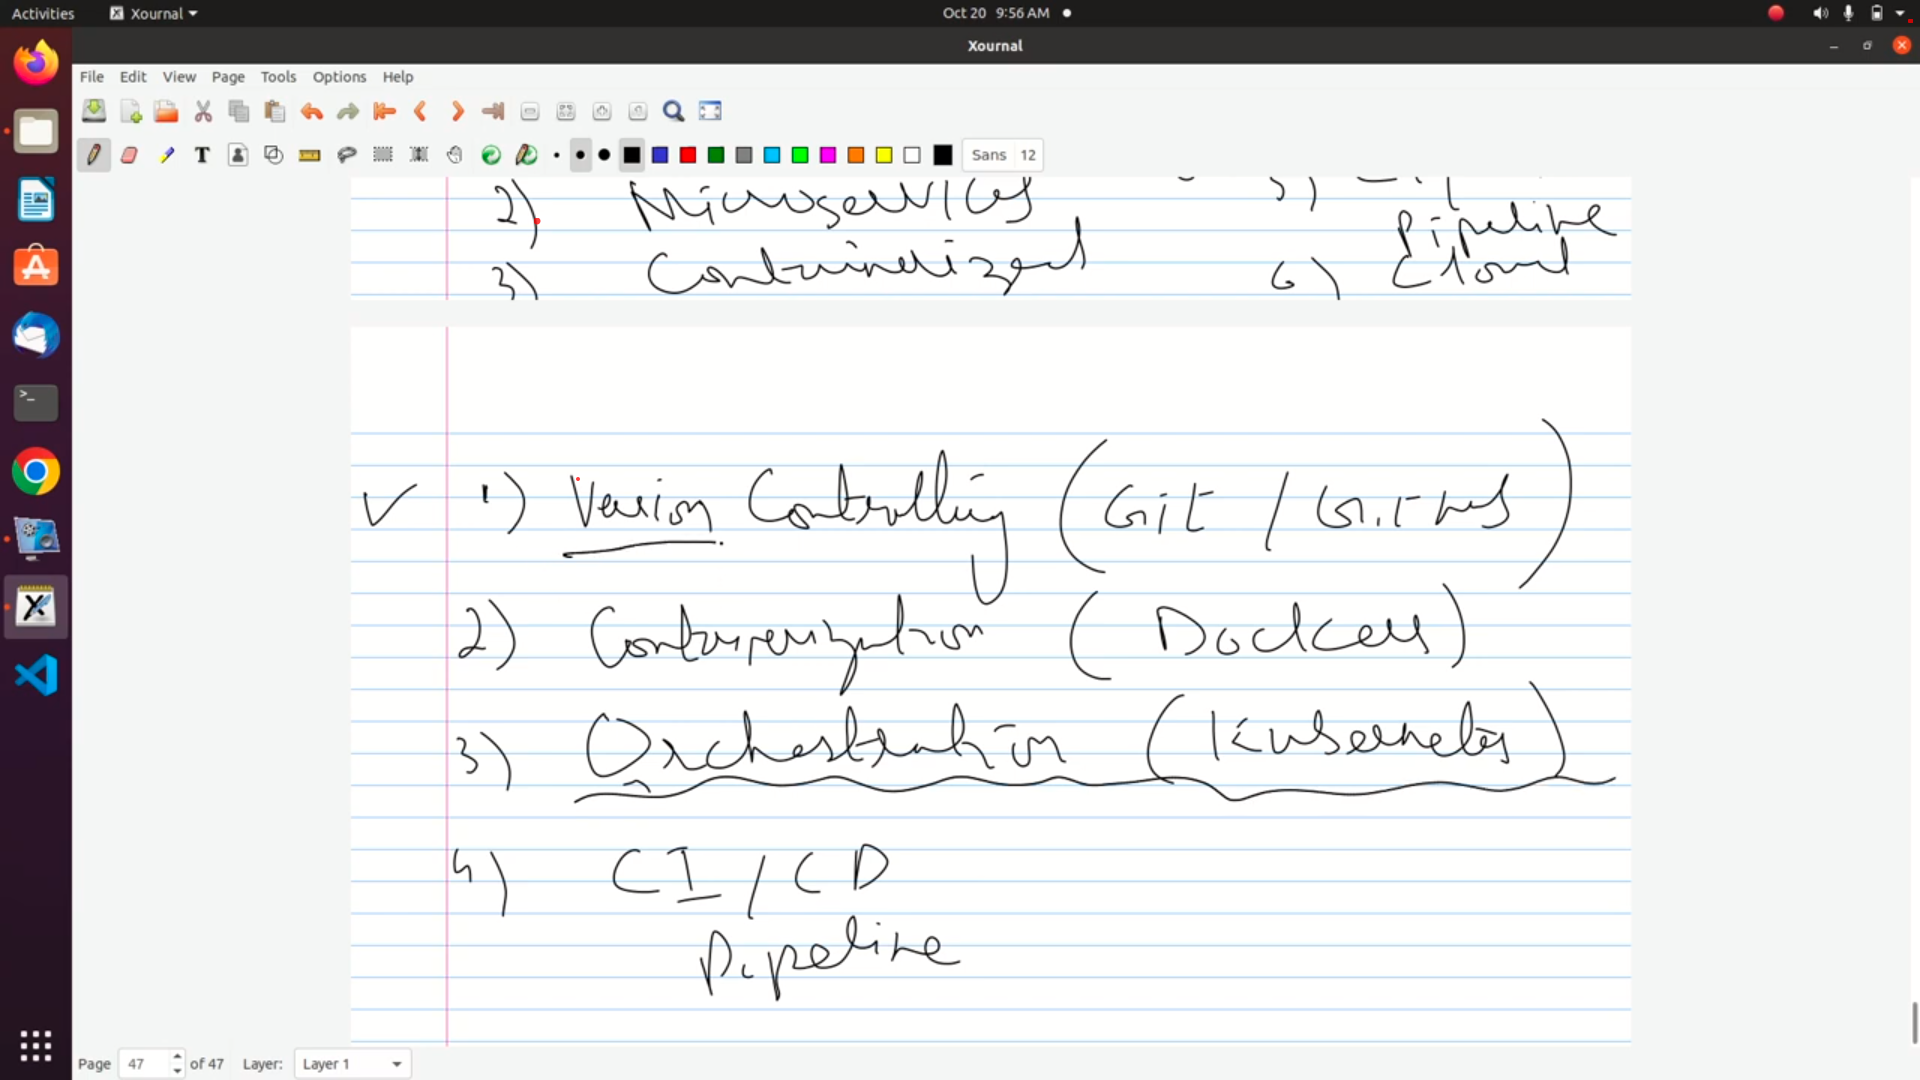 Activities Xournal Oct 20 9:56 AM
Xournal
File Edit View Page Tools Options Help
T Sans 12
2) Microservices
Pipeline
3) Containerized 6) Cloud
1) Version Controlling (Git / GitHub)
2) Containerization (Docker)
3) Orchestration (Kubernetes)
4) CI / CD
Pipeline
Page 47 of 47 Layer: Layer 1